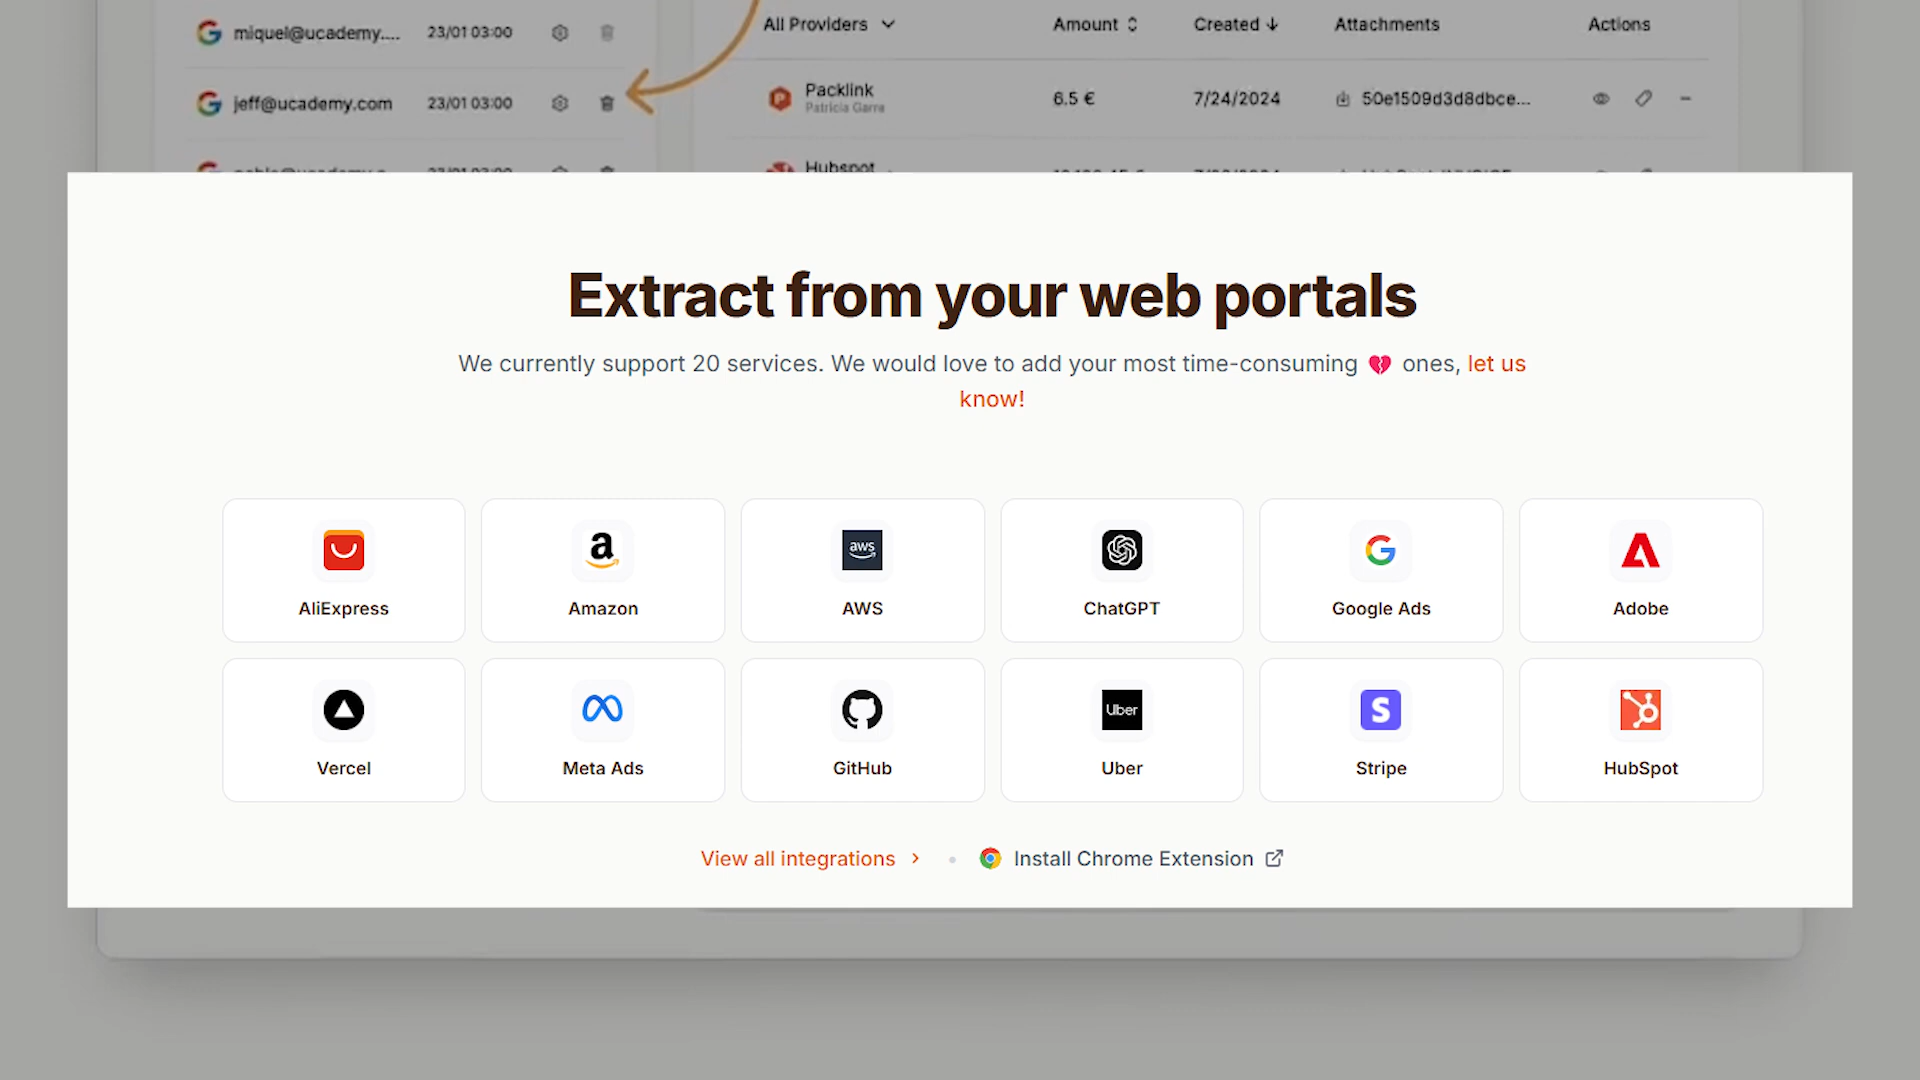 miquel@ucademy.... 23/01 03:00
jeff@ucademy.com 23/01 03:00
All Providers Amount Created Attachments Actions
Packlink 6.5 € 7/24/2024 50e1509d3d8dbce...
Patricia Garre
Hubspot
Extract from your web portals
We currently support 20 services. We would love to add your most time-consuming 💔 ones, let us
know!
AliExpress
a
Amazon
aws
AWS
ChatGPT
Google Ads
Adobe
Vercel
Meta Ads
GitHub
Uber
Uber
S
Stripe
HubSpot
View all integrations • Install Chrome Extension